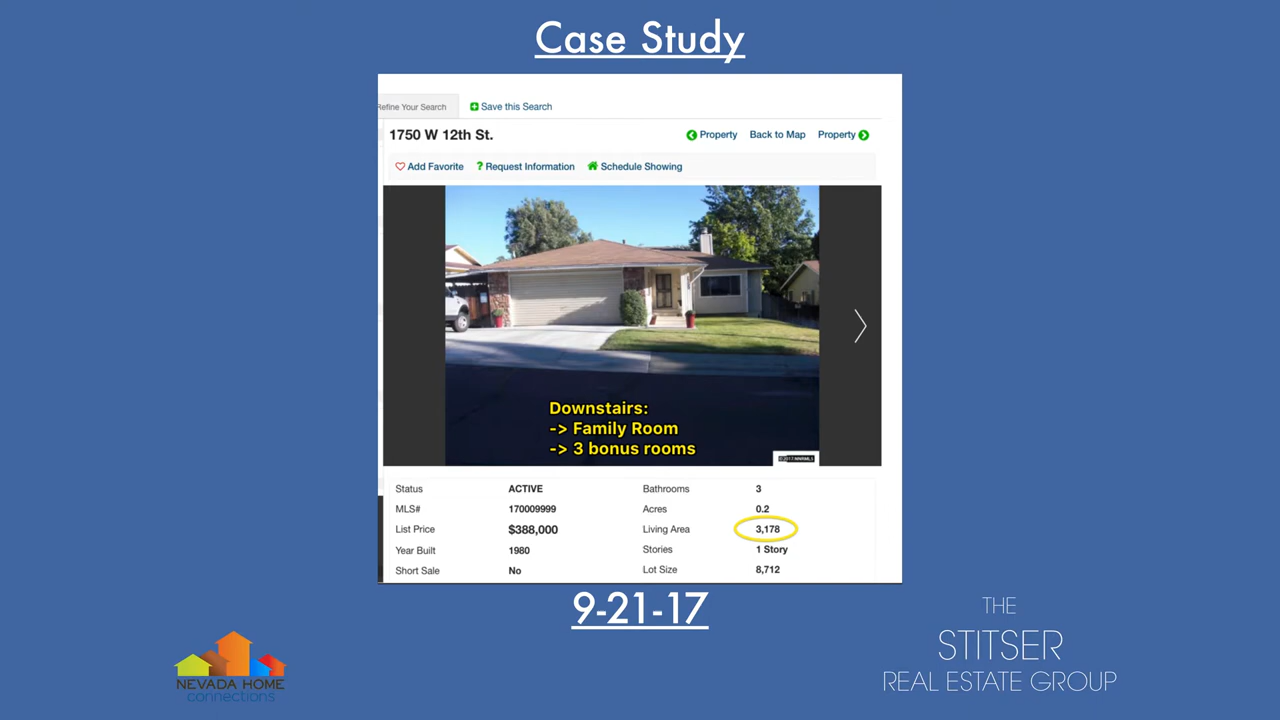 Case Study
Refine Your Search
Save this Search
1750 W 12th St.
Property Back to Map Property
Add Favorite ? Request Information Schedule Showing
Downstairs:
-> Family Room
-> 3 bonus rooms
Status ACTIVE Bathrooms 3
MLS# 170009999 Acres 0.2
List Price $388,000 Living Area 3,178
Year Built 1980 Stories 1 Story
Short Sale No Lot Size 8,712
9-21-17
NEVADA HOME
connections
THE
STITSER
REAL ESTATE GROUP